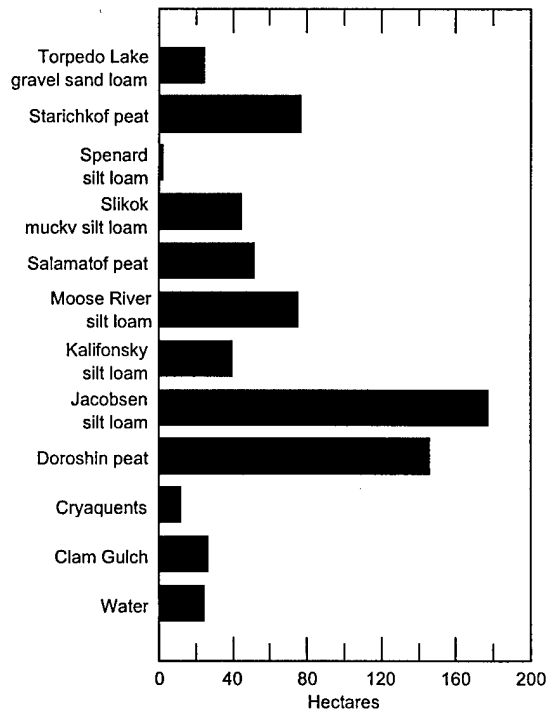 Torpedo Lake
gravel sand loam
Starichkof peat
Spenard
silt loam
Slikok
muckv silt loam
Salamatof peat
Moose River
silt loam
Kalifonsky
silt loam
Jacobsen
silt loam
Doroshin peat
Cryaquents
Clam Gulch
Water
0 40 80 120 160 200
Hectares